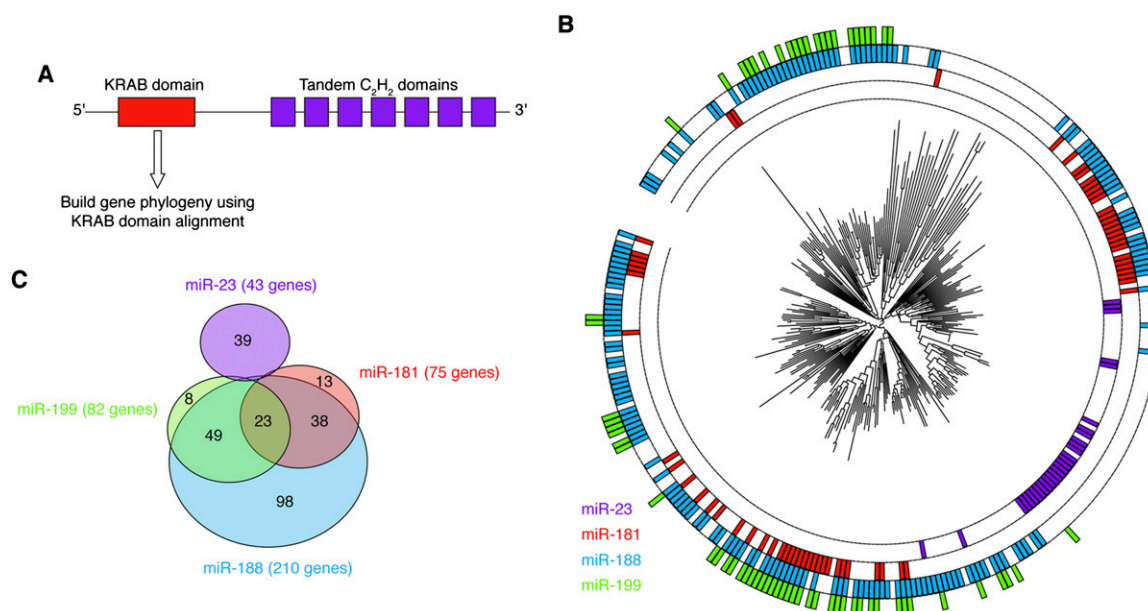 A
KRAB domain
Tandem C₂H₂ domains
5'
3'
Build gene phylogeny using
KRAB domain alignment
B
miR-23
miR-181
miR-188
miR-199
C
miR-23 (43 genes)
39
miR-181 (75 genes)
13
8
miR-199 (82 genes)
23
38
49
98
miR-188 (210 genes)